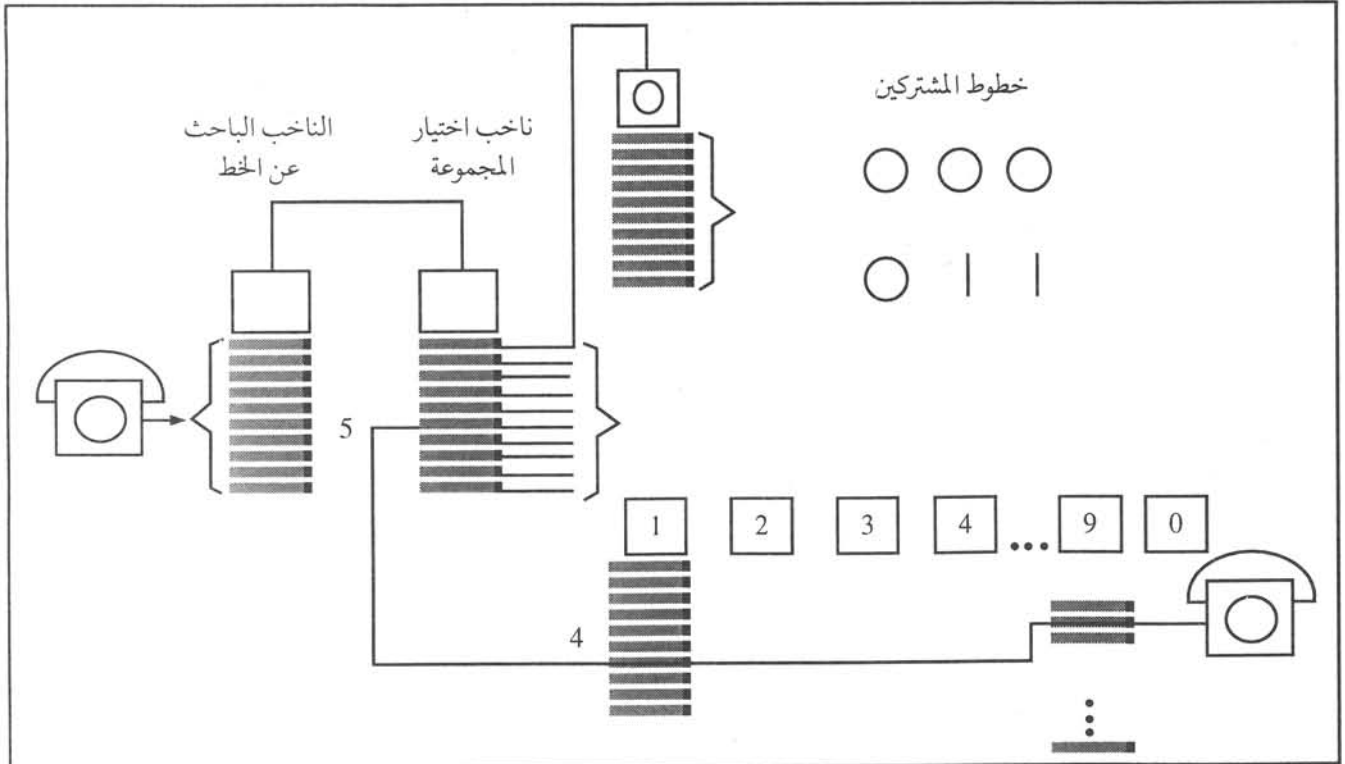 خطوط المشتركين
ناخب اختيار
المجموعة
الناخب الباحث
عن الخط
5
1 2 3 4 ... 9 0
4